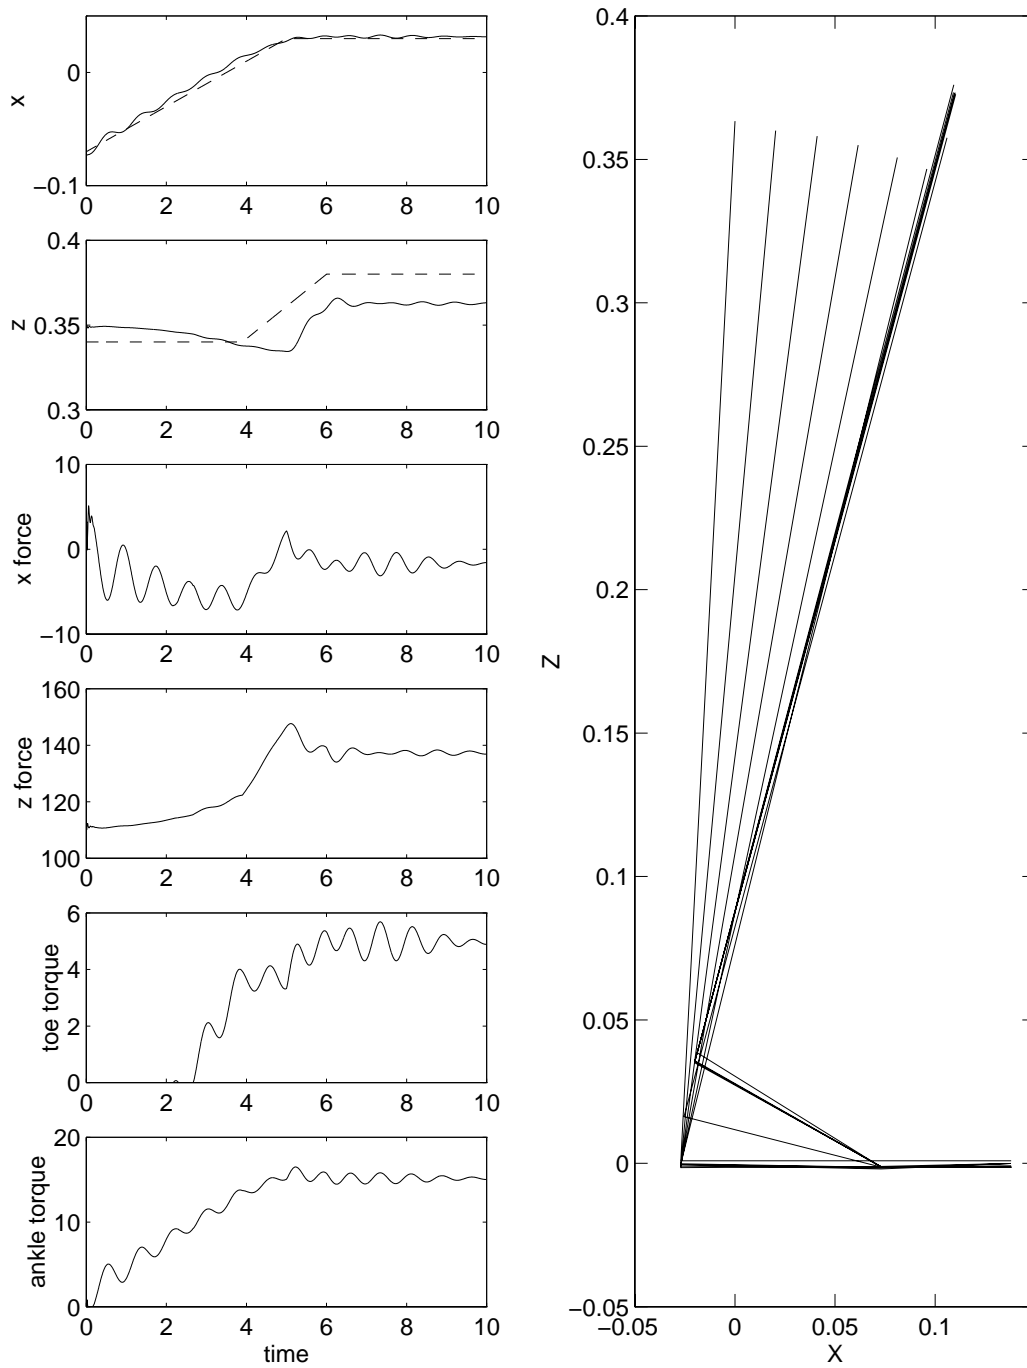 0
−0.1
x
0 2 4 6 8 10
0.4
0.35
0.3
z
0 2 4 6 8 10
10
0
−10
x force
0 2 4 6 8 10
160
140
120
100
z force
0 2 4 6 8 10
6
4
2
0
toe torque
0 2 4 6 8 10
20
10
0
ankle torque
0 2 4 6 8 10
time
0.4
0.35
0.3
0.25
0.2
0.15
0.1
0.05
0
−0.05
Z
−0.05 0 0.05 0.1
X